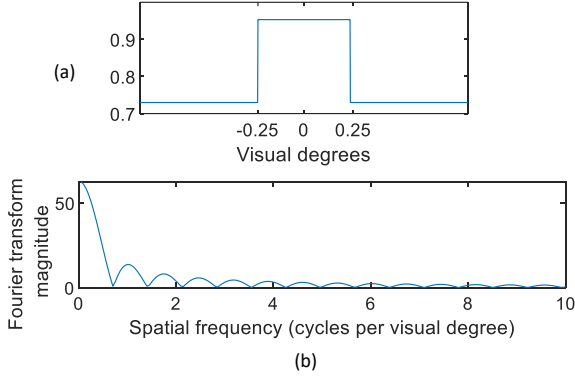 (a)
0.9
0.8
0.7
-0.25 0 0.25
Visual degrees
Fourier transform
magnitude
50
0
0 2 4 6 8 10
Spatial frequency (cycles per visual degree)
(b)